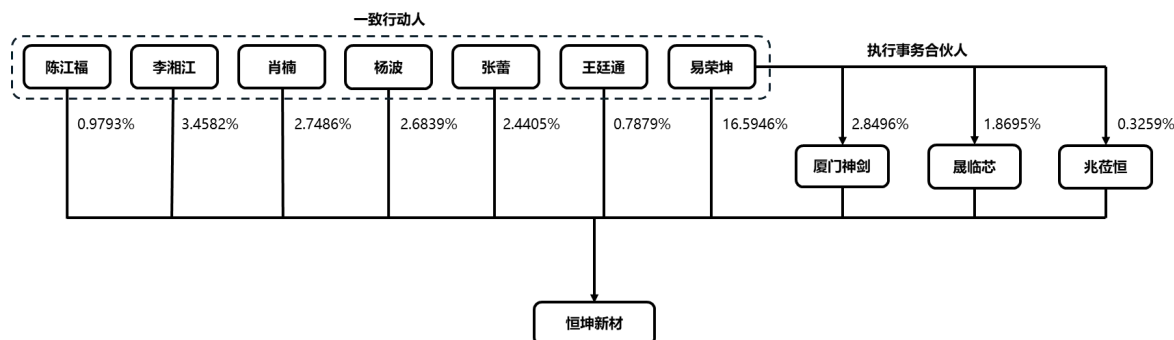 一致行动人
执行事务合伙人
陈江福
李湘江
肖楠
杨波
张蕾
王廷通
易荣坤
0.9793%
3.4582%
2.7486%
2.6839%
2.4405%
0.7879%
16.5946%
2.8496%
1.8695%
0.3259%
厦门神剑
晟临芯
兆莅恒
恒坤新材